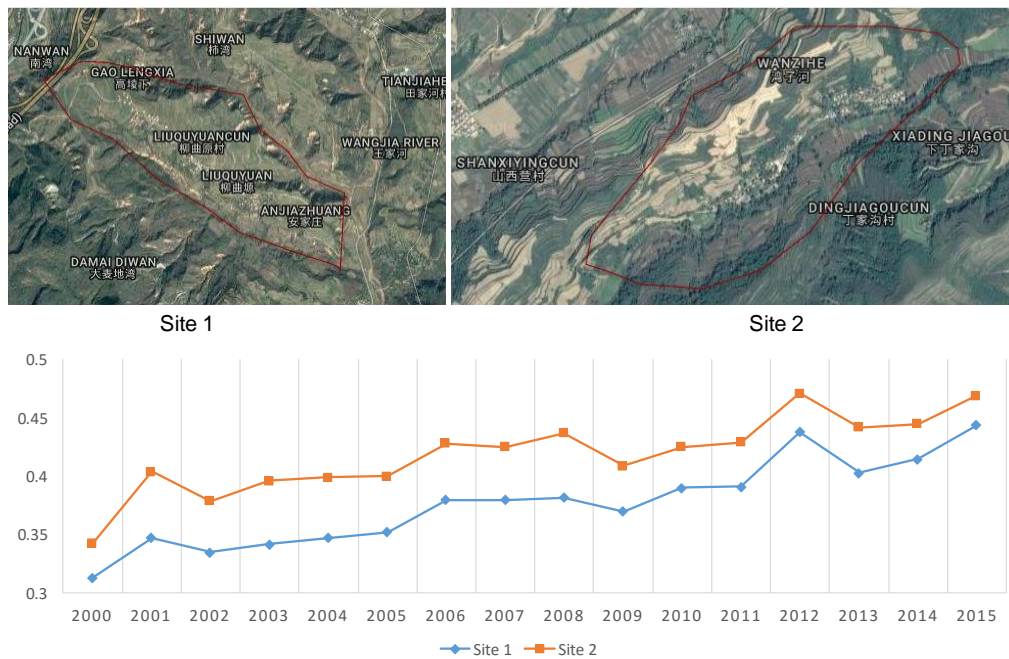 NANWAN
南湾
SHIWAN
柿湾
GAO LENGXIA
高堎下
TIANJIAHE
田家河村
LIUQUYUANCUN
柳曲原村
WANGJIA RIVER
王家河
LIUQUYUAN
柳曲塬
ANJIAZHUANG
安家庄
DAMAI DIWAN
大麦地湾
ad)
WANZIHE
湾子河
SHANXIYINGCUN
山西营村
XIADING JIAGOU
下丁家沟
DINGJIAGOUCUN
丁家沟村
Site 1
Site 2
0.5
0.45
0.4
0.35
0.3
2000 2001 2002 2003 2004 2005 2006 2007 2008 2009 2010 2011 2012 2013 2014 2015
Site 1 Site 2